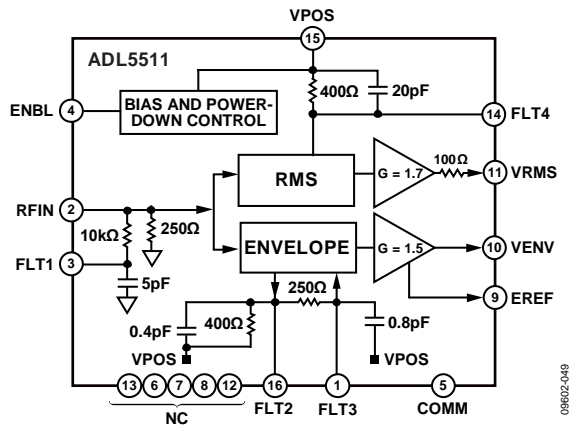 VPOS
15
ADL5511
400Ω
20pF
ENBL
4
BIAS AND POWER-
DOWN CONTROL
14
FLT4
RMS
G = 1.7
100Ω
11
VRMS
RFIN
2
10kΩ
250Ω
ENVELOPE
G = 1.5
10
VENV
FLT1
3
5pF
250Ω
9
EREF
0.4pF
400Ω
0.8pF
VPOS
VPOS
13
6
7
8
12
16
1
5
NC
FLT2
FLT3
COMM
09602-049